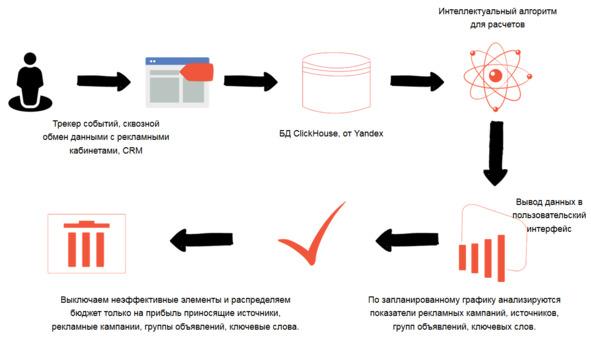 Интеллектуальный алгоритм
для расчетов
Трекер событий, сквозной
обмен данными с рекламными
кабинетами, CRM
БД ClickHouse, от Yandex
Вывод данных в
пользовательский
интерфейс
Выключаем неэффективные элементы и распределяем
бюджет только на прибыль приносящие источники,
рекламные кампании, группы объявлений, ключевые слова.
По запланированному графику анализируются
показатели рекламных кампаний, источников,
групп объявлений, ключевых слов.